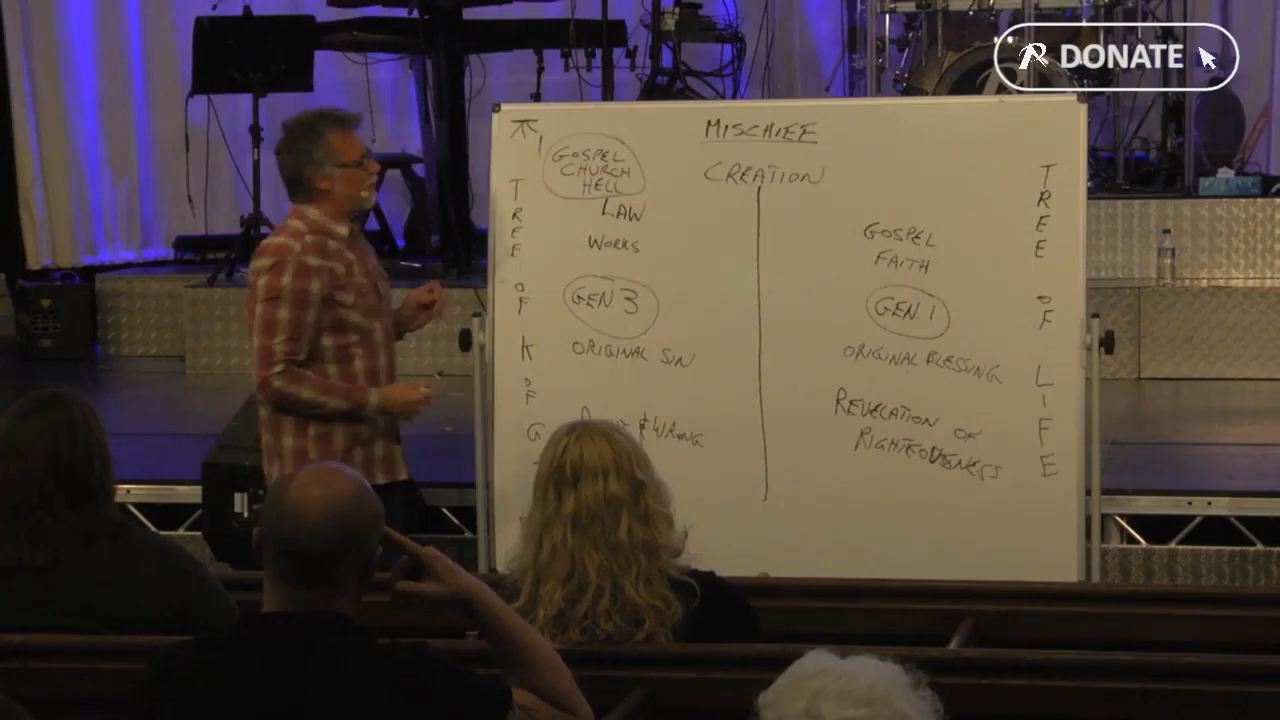 DONATE
MISCHIEF
CREATION
GOSPEL
CHURCH
HELL
LAW
WORKS
GEN 3
ORIGINAL SIN
& WRONG
TREE OF K OF G
GOSPEL
FAITH
GEN. 1
ORIGINAL BLESSING
REVELATION OF
RIGHTEOUSNESS
TREE OF LIFE